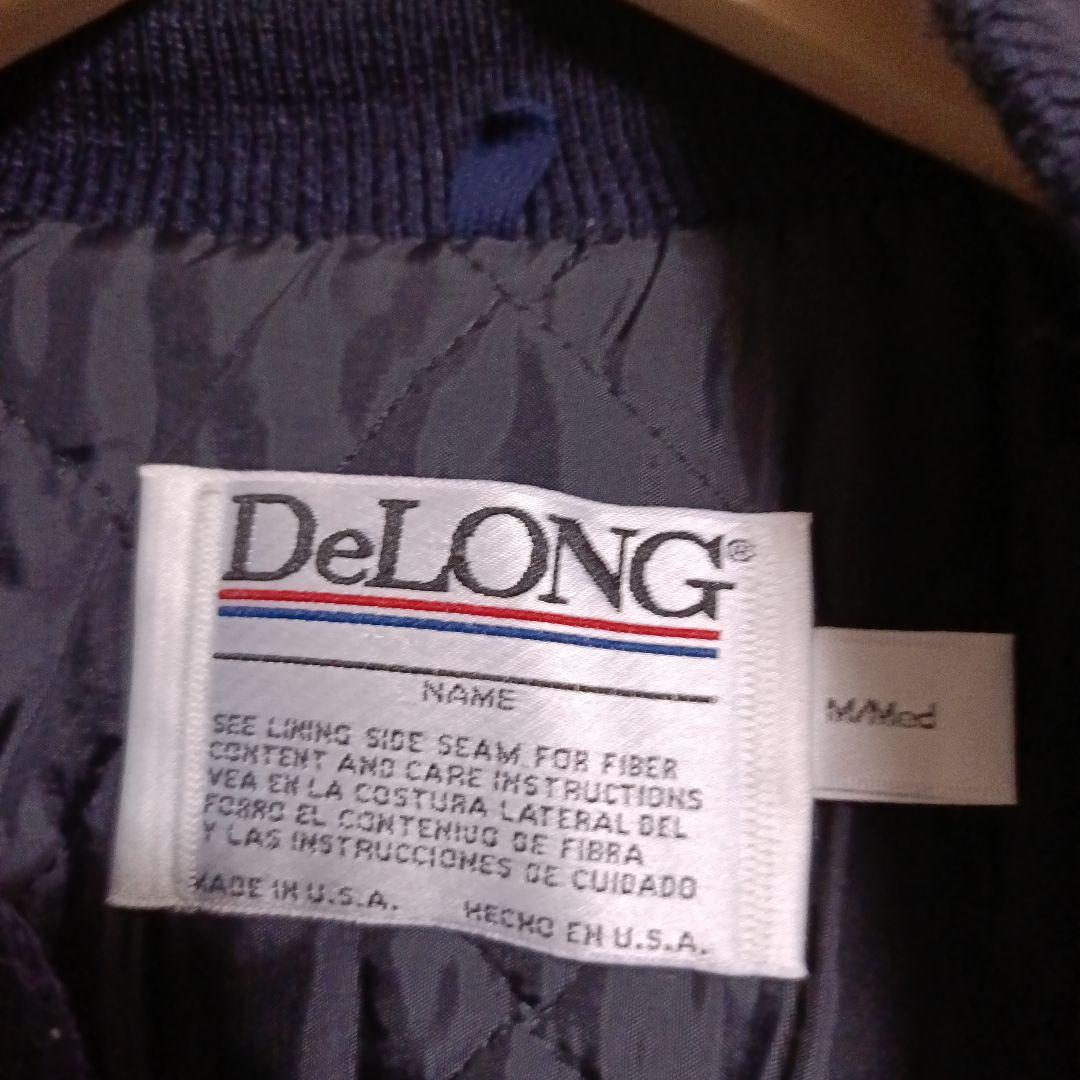 DeLONG®
NAME
SEE LINING SIDE SEAM FOR FIBER
CONTENT AND CARE INSTRUCTIONS
VEA EN LA COSTURA LATERAL DEL
FORRO EL CONTENIUO DE FIBRA
Y LAS INSTRUCCIONES DE CUIDADO
MADE IN U.S.A. HECHO EN U.S.A.
M/Med